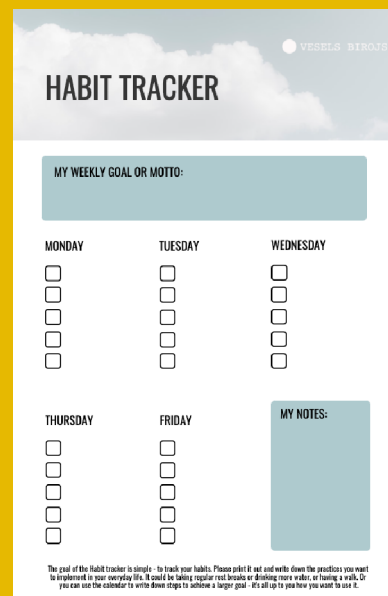 VESELS BIROJS
HABIT TRACKER
MY WEEKLY GOAL OR MOTTO:
MONDAY
TUESDAY
WEDNESDAY
THURSDAY
FRIDAY
MY NOTES:
The goal of the Habit tracker is simple - to track your habits. Please print it out and write down the practices you want
to implement in your everyday life. It could be taking regular rest breaks or drinking more water, or having a walk. Or
you can use the calendar to write down steps to achieve a larger goal - it's all up to you how you want to use it.